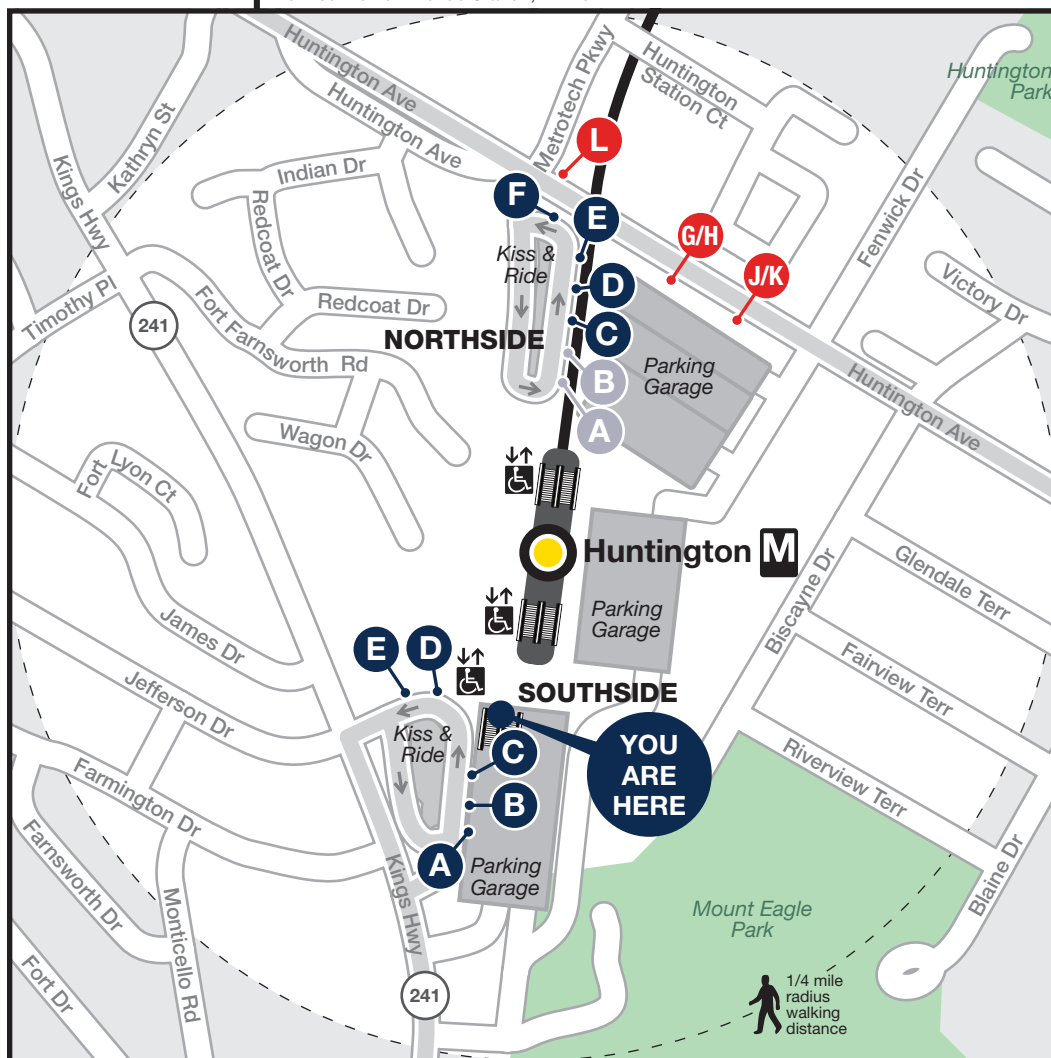 Huntington Ave
Huntington Ave
Metrotech Pkwy
Huntington
Station Ct
Huntington
Park
Kings Hwy
Kathryn St
Indian Dr
Redcoat Dr
Redcoat Dr
Timothy Pl
241
Fort Farnsworth Rd
Wagon Dr
Fort
Lyon Ct
L
F
E
Kiss &
Ride
D
C
B
A
NORTHSIDE
G/H
J/K
Fenwick Dr
Victory Dr
Parking
Garage
Huntington Ave
Huntington M
Parking
Garage
Biscayne Dr
Glendale Terr
Fairview Terr
Riverview Terr
Blaine Dr
James Dr
Jefferson Dr
Farmington Dr
Farnsworth Dr
Monticello Rd
Fort Dr
E
D
SOUTHSIDE
Kiss &
Ride
C
B
A
YOU
ARE
HERE
Parking
Garage
Kings Hwy
241
Mount Eagle
Park
1/4 mile
radius
walking
distance